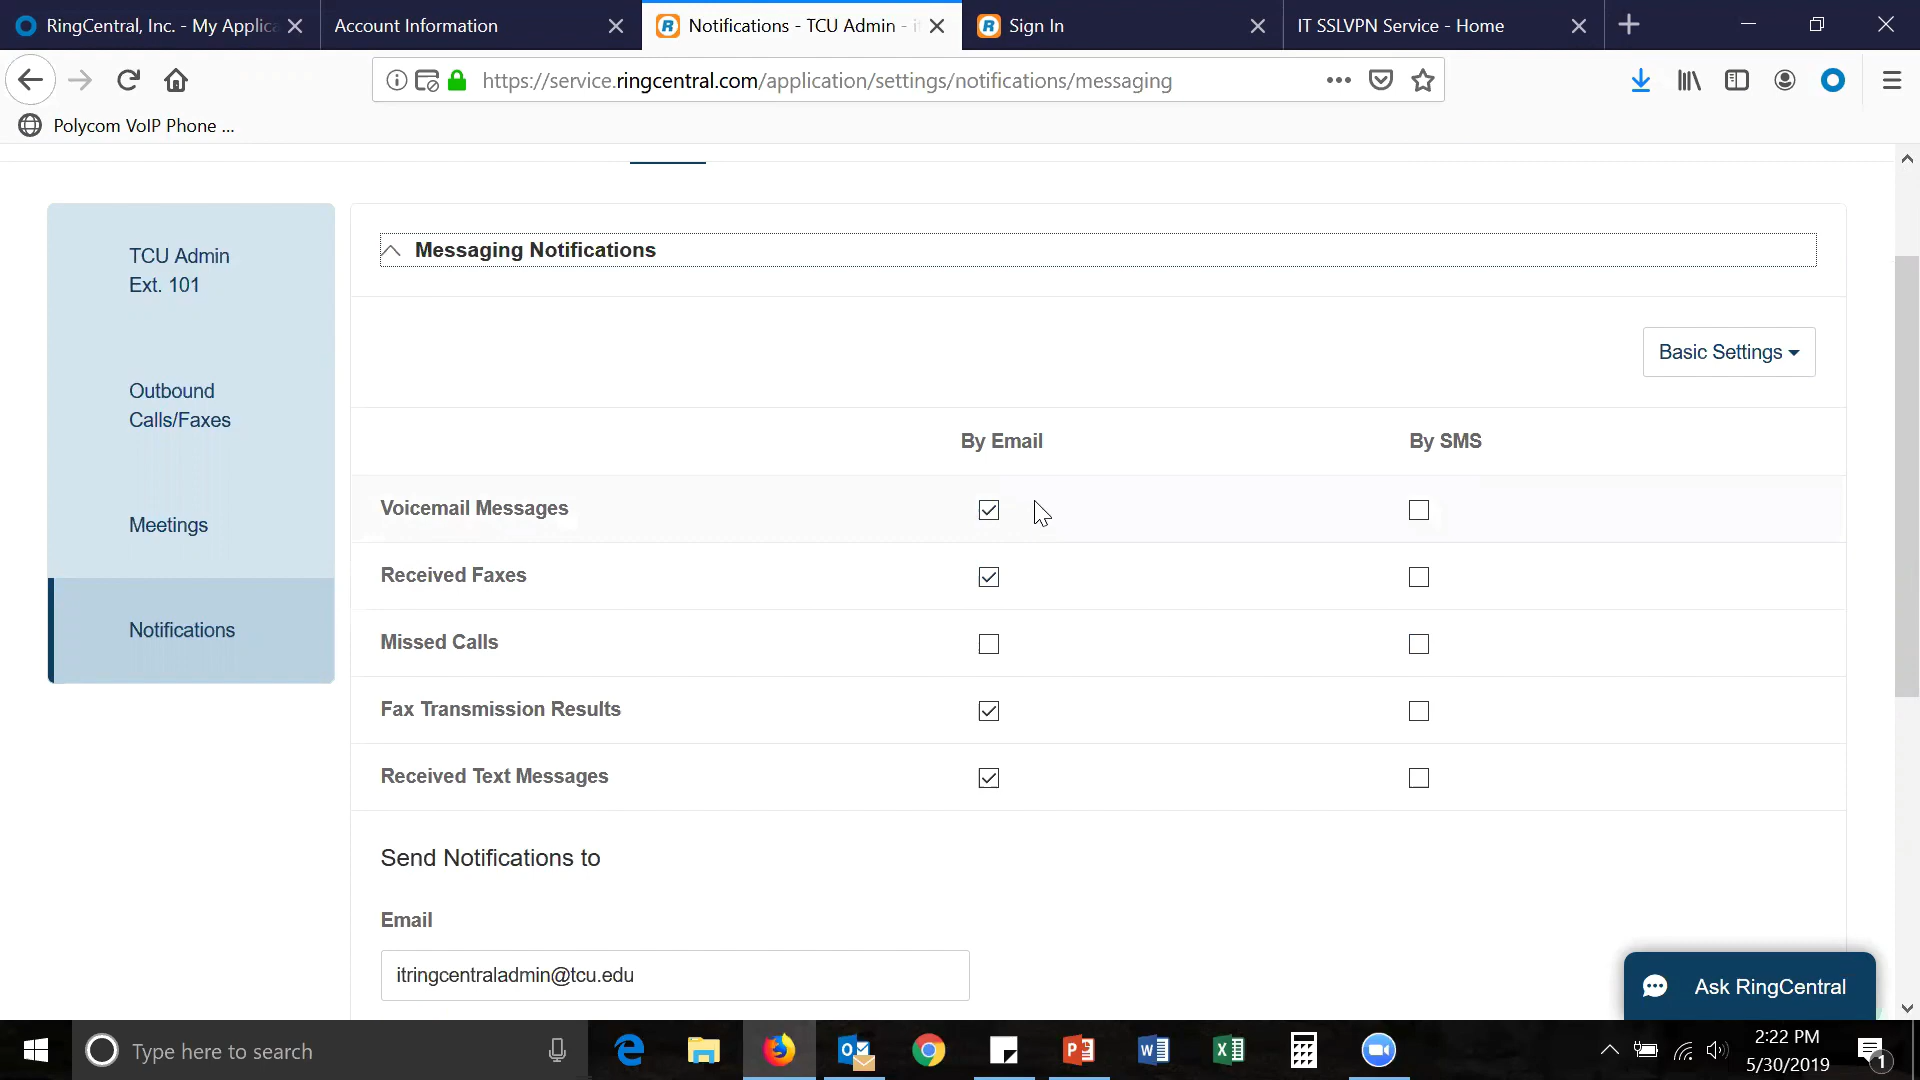 RingCentral, Inc. - My Applica
Account Information
Notifications - TCU Admin - i
Sign In
IT SSLVPN Service - Home
https://service.ringcentral.com/application/settings/notifications/messaging
Polycom VoIP Phone ...
TCU Admin
Ext. 101
Outbound
Calls/Faxes
Meetings
Notifications
Messaging Notifications
Basic Settings
By Email
By SMS
Voicemail Messages
Received Faxes
Missed Calls
Fax Transmission Results
Received Text Messages
Send Notifications to
Email
itringcentraladmin@tcu.edu
Ask RingCentral
Type here to search
2:22 PM
5/30/2019
1